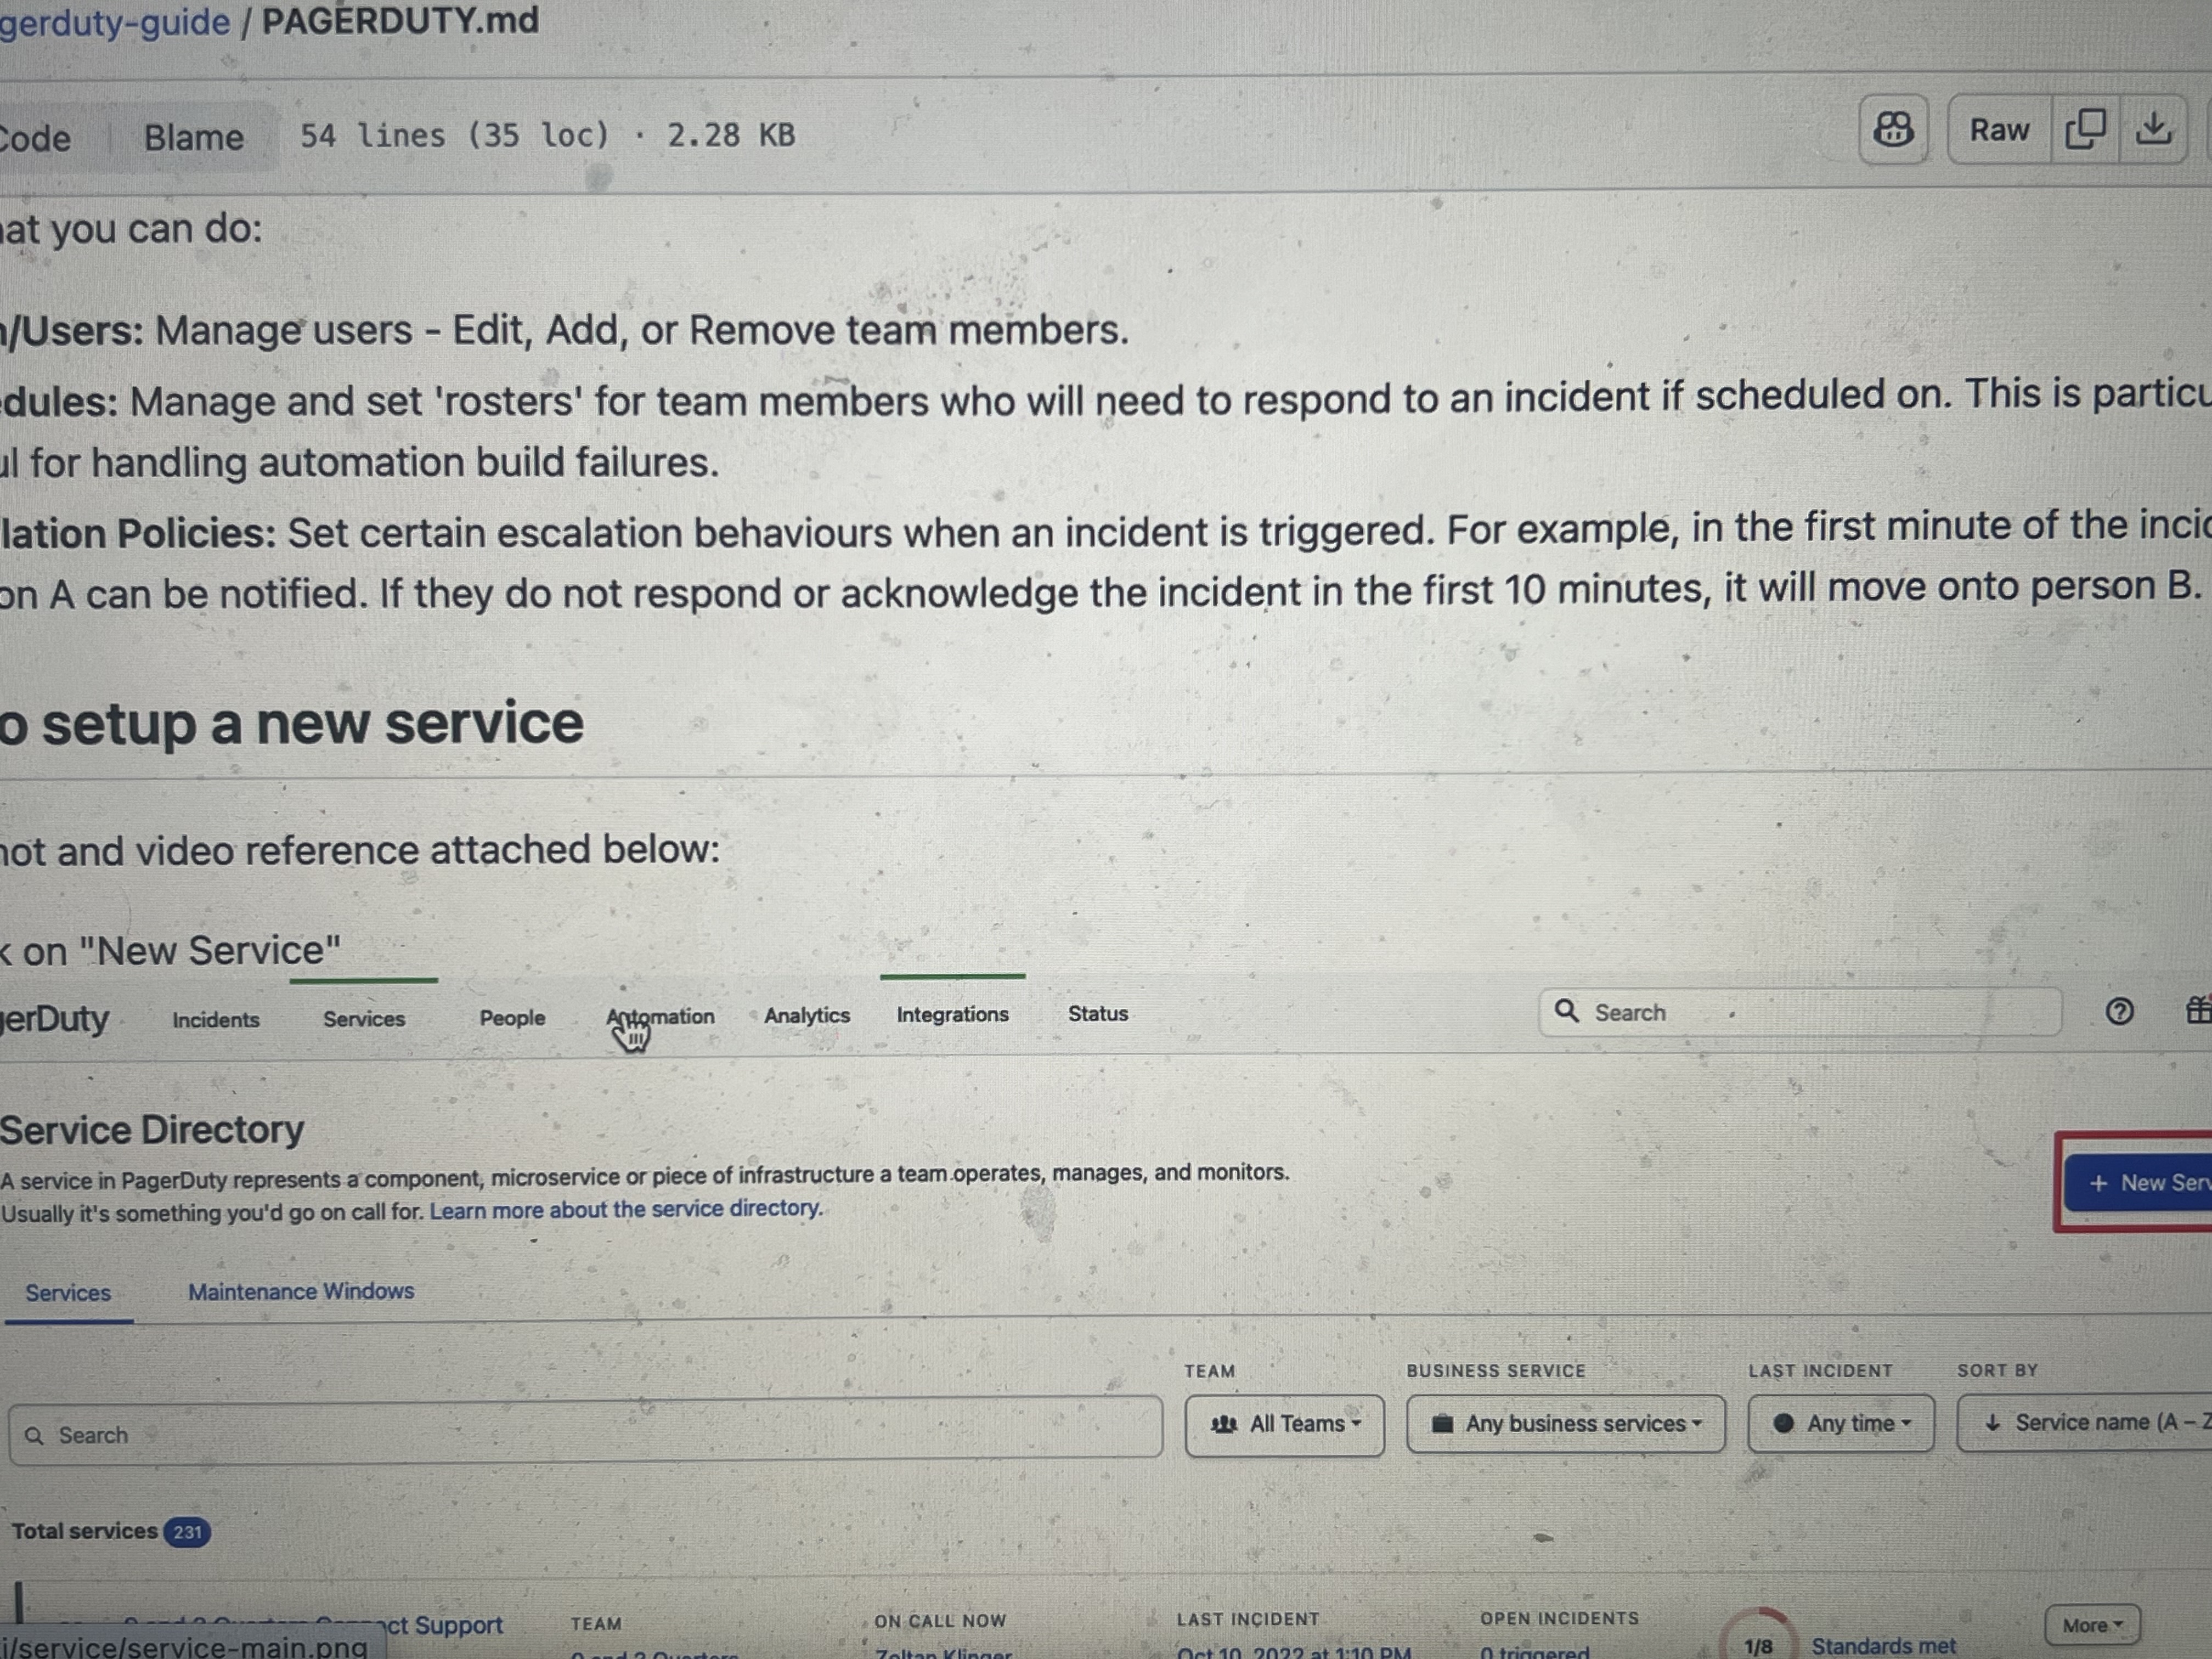 gerduty-guide / PAGERDUTY.md
Code Blame 54 lines (35 loc) · 2.28 KB Raw
at you can do:
/Users: Manage users - Edit, Add, or Remove team members.
dules: Manage and set 'rosters' for team members who will need to respond to an incident if scheduled on. This is particu
ul for handling automation build failures.
lation Policies: Set certain escalation behaviours when an incident is triggered. For example, in the first minute of the incid
on A can be notified. If they do not respond or acknowledge the incident in the first 10 minutes, it will move onto person B.
o setup a new service
not and video reference attached below:
k on "New Service"
gerDuty Incidents Services People Automation Analytics Integrations Status Search
Service Directory
A service in PagerDuty represents a component, microservice or piece of infrastructure a team operates, manages, and monitors.
+ New Serv
Usually it's something you'd go on call for. Learn more about the service directory.
Services Maintenance Windows
TEAM BUSINESS SERVICE LAST INCIDENT SORT BY
Search All Teams Any business services Any time Service name (A – Z
Total services 231
ct Support TEAM ON CALL NOW LAST INCIDENT OPEN INCIDENTS More
i/service/service-main.png Zoltan Klinger Oct 10, 2022 at 1:10 PM 0 triggered 1/8 Standards met